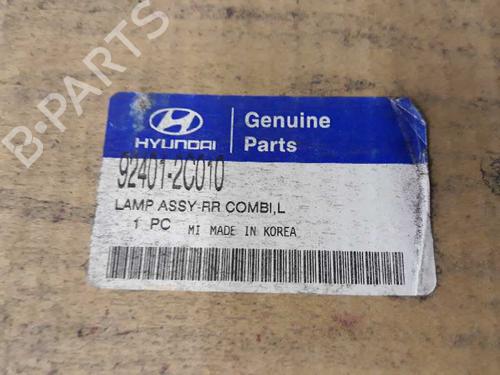 B-PARTS
HYUNDAI
Genuine
Parts
92401-2C010
LAMP ASSY-RR COMBI,L
1 PC MI MADE IN KOREA